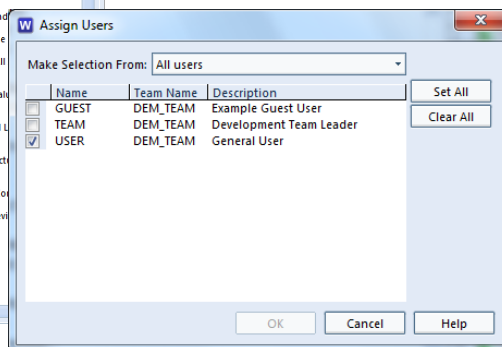 W Assign Users
Make Selection From: All users
Set All
Clear All
Name Team Name Description
GUEST DEM_TEAM Example Guest User
TEAM DEM_TEAM Development Team Leader
USER DEM_TEAM General User
OK Cancel Help